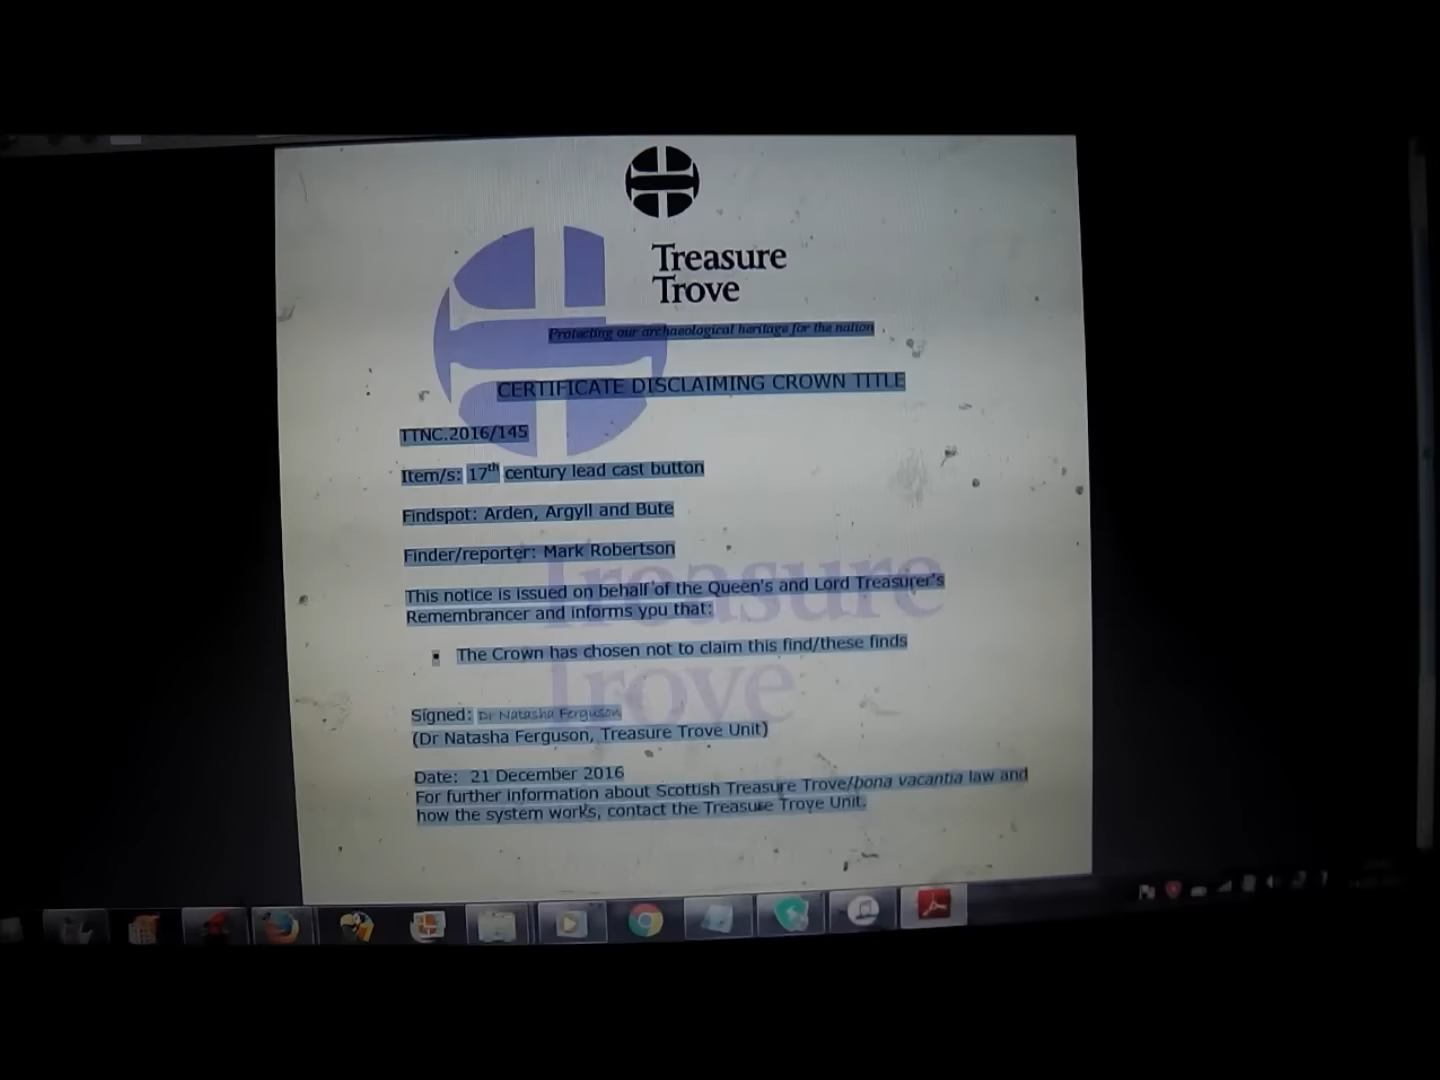 Treasure
Trove
Protecting our archaeological heritage for the nation
CERTIFICATE DISCLAIMING CROWN TITLE
TTNC.2016/145
Item/s: 17th century lead cast button
Findspot: Arden, Argyll and Bute
Finder/reporter: Mark Robertson
This notice is issued on behalf of the Queen's and Lord Treasurer's
Remembrancer and informs you that:
▪ The Crown has chosen not to claim this find/these finds
Signed: Dr Natasha Ferguson
(Dr Natasha Ferguson, Treasure Trove Unit)
Date: 21 December 2016
For further information about Scottish Treasure Trove/bona vacantia law and
how the system works, contact the Treasure Trove Unit.
Treasure
Trove